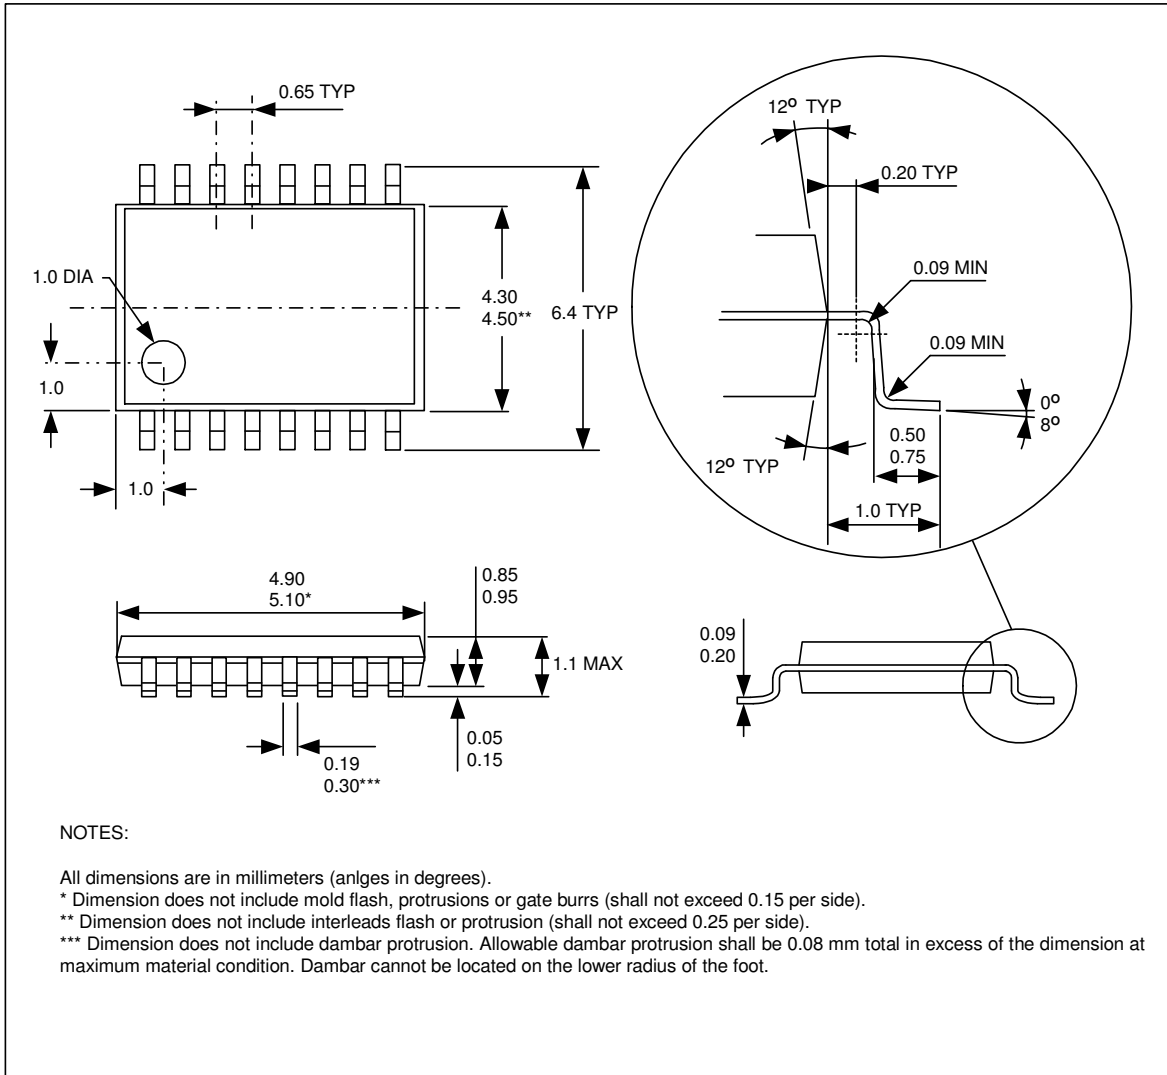 0.65 TYP
12º TYP
0.20 TYP
1.0 DIA
0.09 MIN
4.30
4.50**
6.4 TYP
0.09 MIN
1.0
0º
8º
0.50
0.75
12º TYP
1.0
1.0 TYP
4.90
5.10*
0.85
0.95
0.09
0.20
1.1 MAX
0.05
0.15
0.19
0.30***
NOTES:
All dimensions are in millimeters (anlges in degrees).
* Dimension does not include mold flash, protrusions or gate burrs (shall not exceed 0.15 per side).
** Dimension does not include interleads flash or protrusion (shall not exceed 0.25 per side).
*** Dimension does not include dambar protrusion. Allowable dambar protrusion shall be 0.08 mm total in excess of the dimension at
maximum material condition. Dambar cannot be located on the lower radius of the foot.